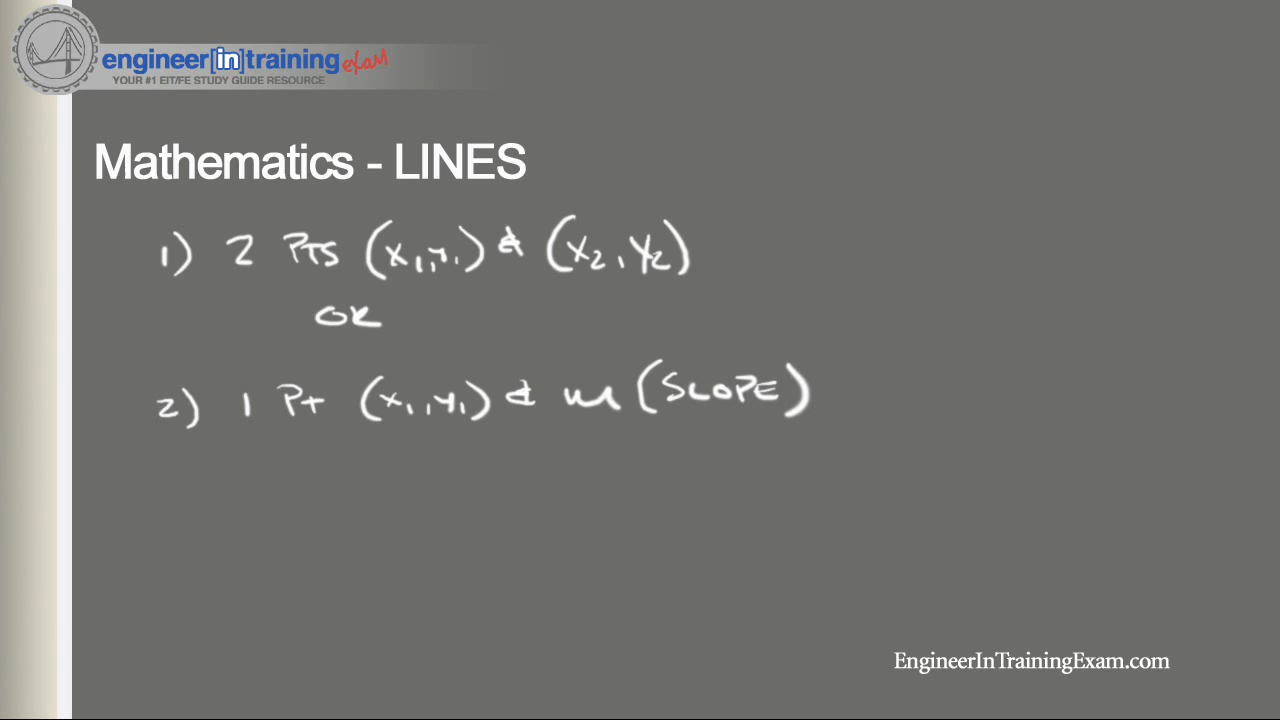 engineer[in]training exam
YOUR #1 EIT/FE STUDY GUIDE RESOURCE
Mathematics - LINES
1) 2 PTS (x₁,y₁) & (x₂,y₂)
OR
2) 1 Pt (x₁,y₁) & m (SLOPE)
EngineerInTrainingExam.com